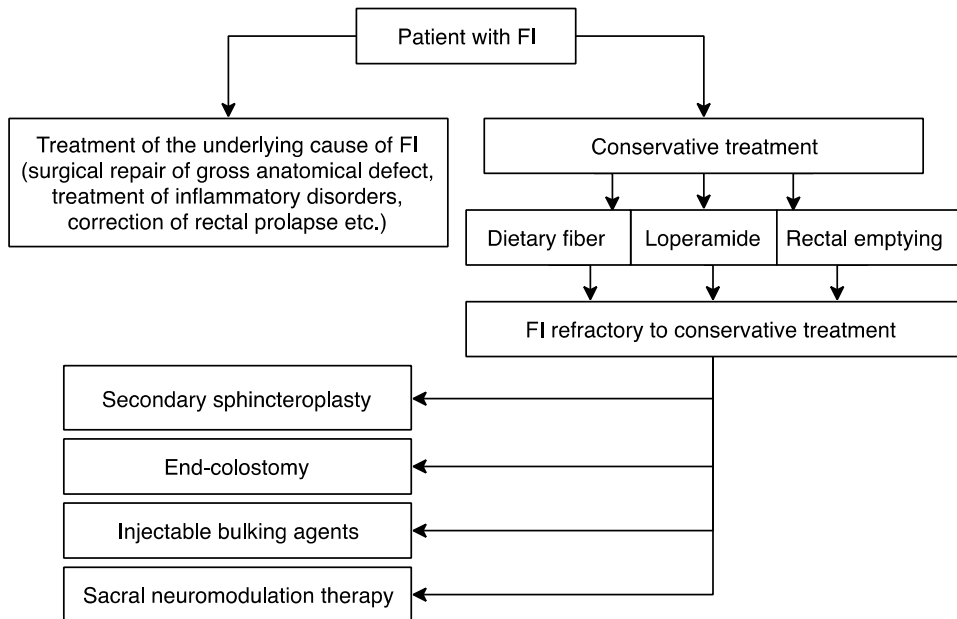 Patient with FI
Treatment of the underlying cause of FI
(surgical repair of gross anatomical defect,
treatment of inflammatory disorders,
correction of rectal prolapse etc.)
Conservative treatment
Dietary fiber
Loperamide
Rectal emptying
FI refractory to conservative treatment
Secondary sphincteroplasty
End-colostomy
Injectable bulking agents
Sacral neuromodulation therapy